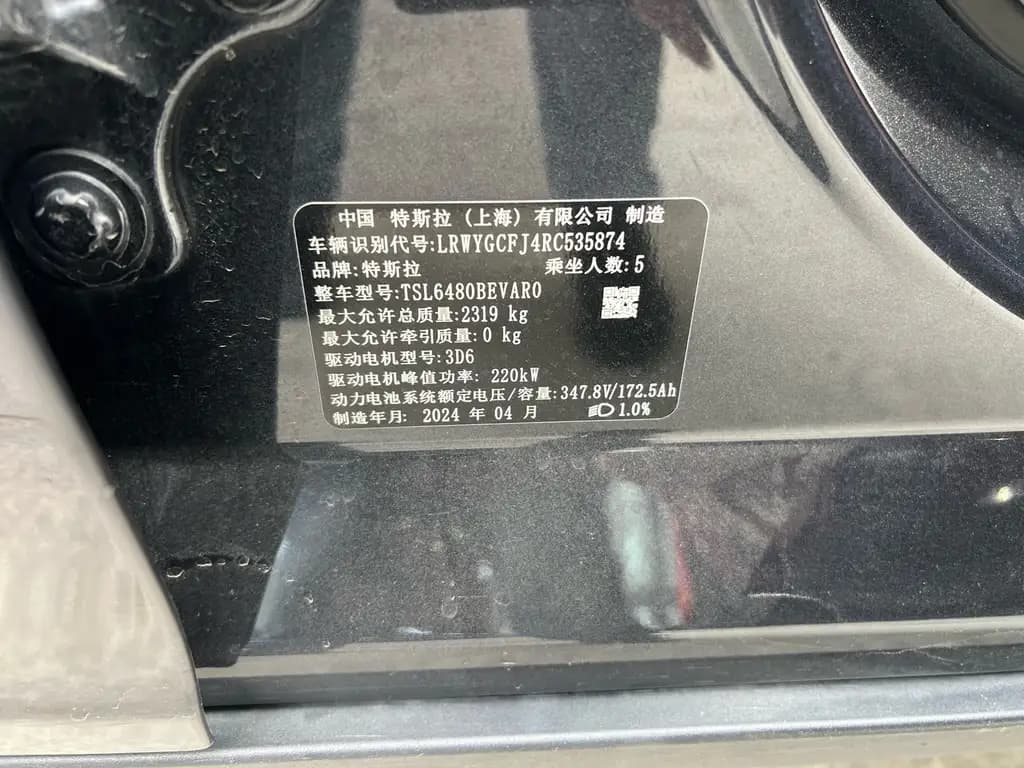 中国 特斯拉（上海）有限公司 制造
车辆识别代号:LRWYGCFJ4RC535874
品牌:特斯拉 乘坐人数:5
整车型号:TSL6480BEVAR0
最大允许总质量:2319 kg
最大允许牵引质量:0 kg
驱动电机型号:3D6
驱动电机峰值功率: 220kW
动力电池系统额定电压/容量:347.8V/172.5Ah
制造年月: 2024 年 04 月 1.0%